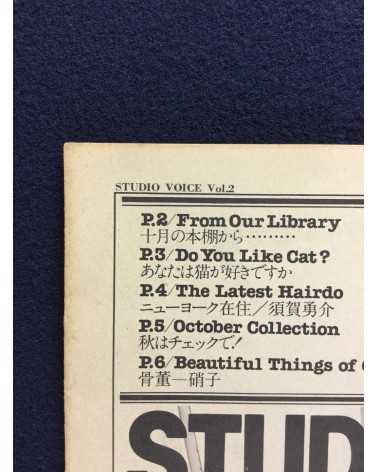 STUDIO VOICE Vol.2
P.2/From Our Library
十月の本棚から………
P.3/Do You Like Cat?
あなたは猫が好きですか
P.4/The Latest Hairdo
ニューヨーク在住／須賀勇介
P.5/October Collection
秋はチェックで!
P.6/Beautiful Things of
骨董—硝子
STUD